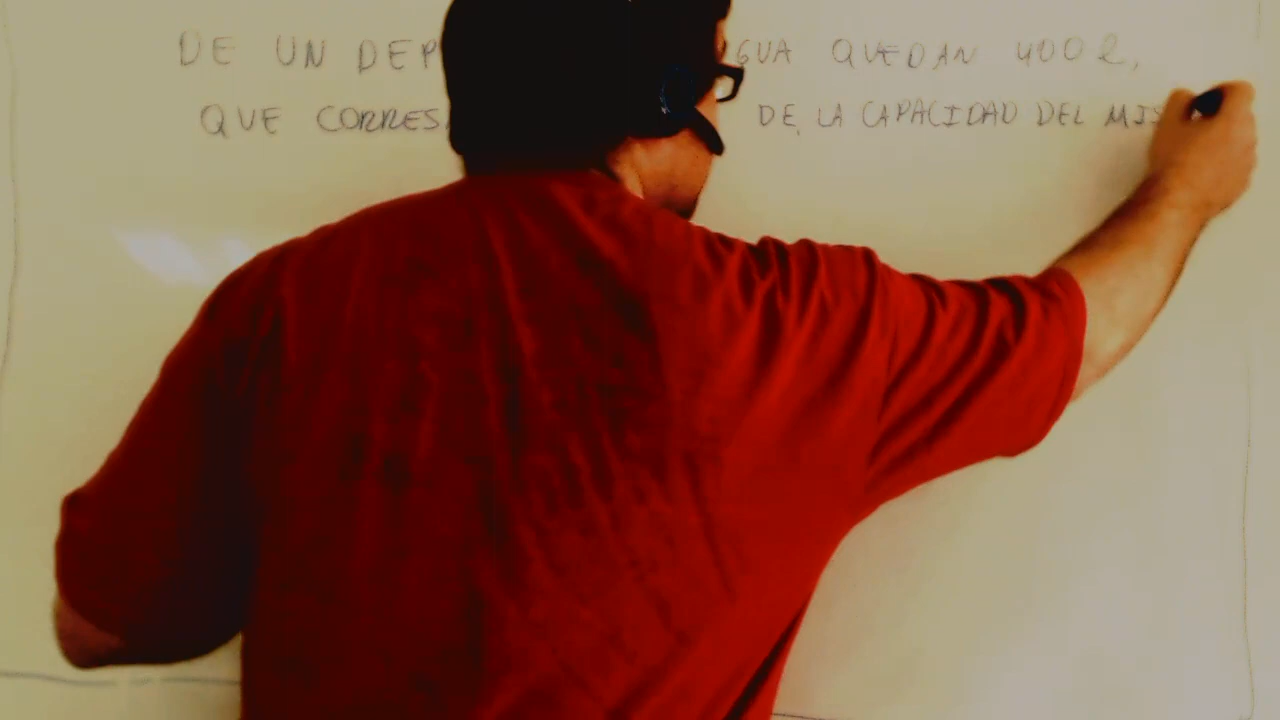 DE UN DEP GUA QUEDAN 400 L,
QUE CORRES DE LA CAPACIDAD DEL MIS